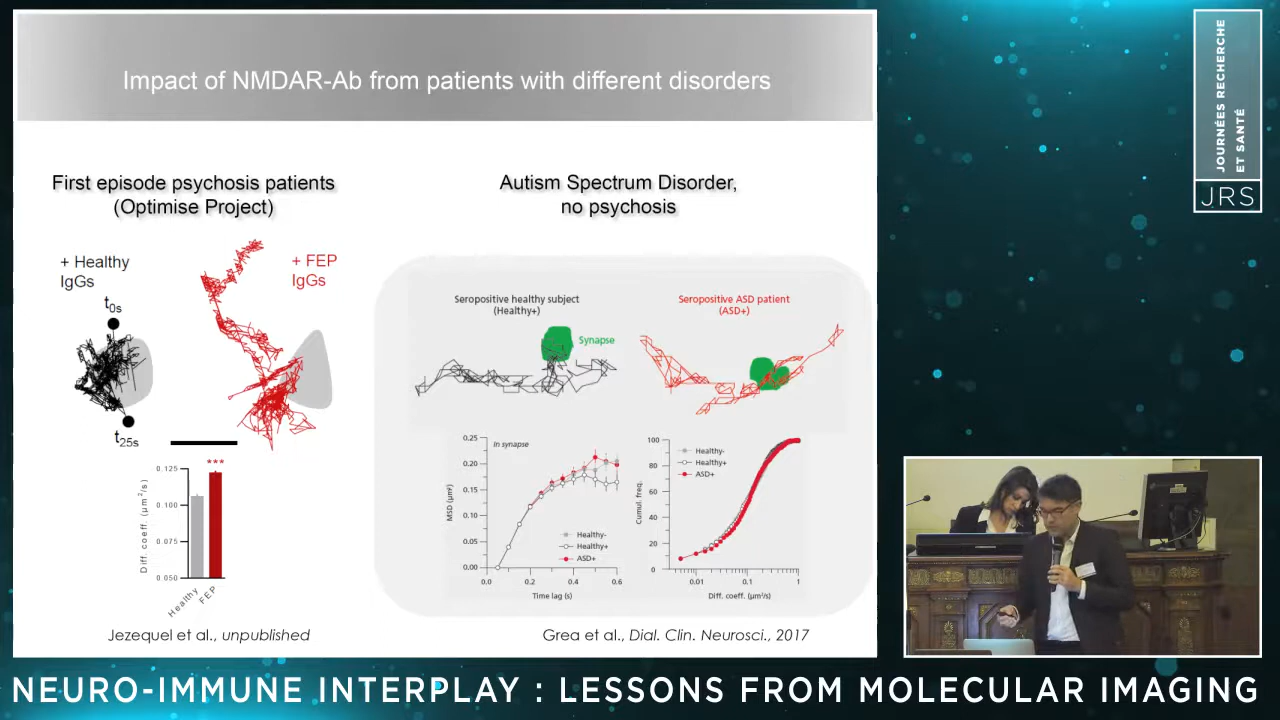 Impact of NMDAR-Ab from patients with different disorders
First episode psychosis patients
(Optimise Project)
+ Healthy
IgGs
+ FEP
IgGs
t0s
t25s
***
Diff. coeff. (µm²/s)
0.125
0.100
0.075
0.050
Healthy
FEP
Jezequel et al., unpublished
Autism Spectrum Disorder,
no psychosis
Seropositive healthy subject
(Healthy+)
Synapse
Seropositive ASD patient
(ASD+)
In synapse
MSD (µm²)
0.25
0.20
0.15
0.10
0.05
0.00
0.0 0.2 0.4 0.6
Time lag (s)
Healthy-
Healthy+
ASD+
Cumul. freq.
100
80
60
40
20
0
0.01 0.1 1
Diff. coeff. (µm²/s)
Healthy-
Healthy+
ASD+
Grea et al., Dial. Clin. Neurosci., 2017
JOURNÉES RECHERCHE
ET SANTÉ
JRS
NEURO-IMMUNE INTERPLAY : LESSONS FROM MOLECULAR IMAGING